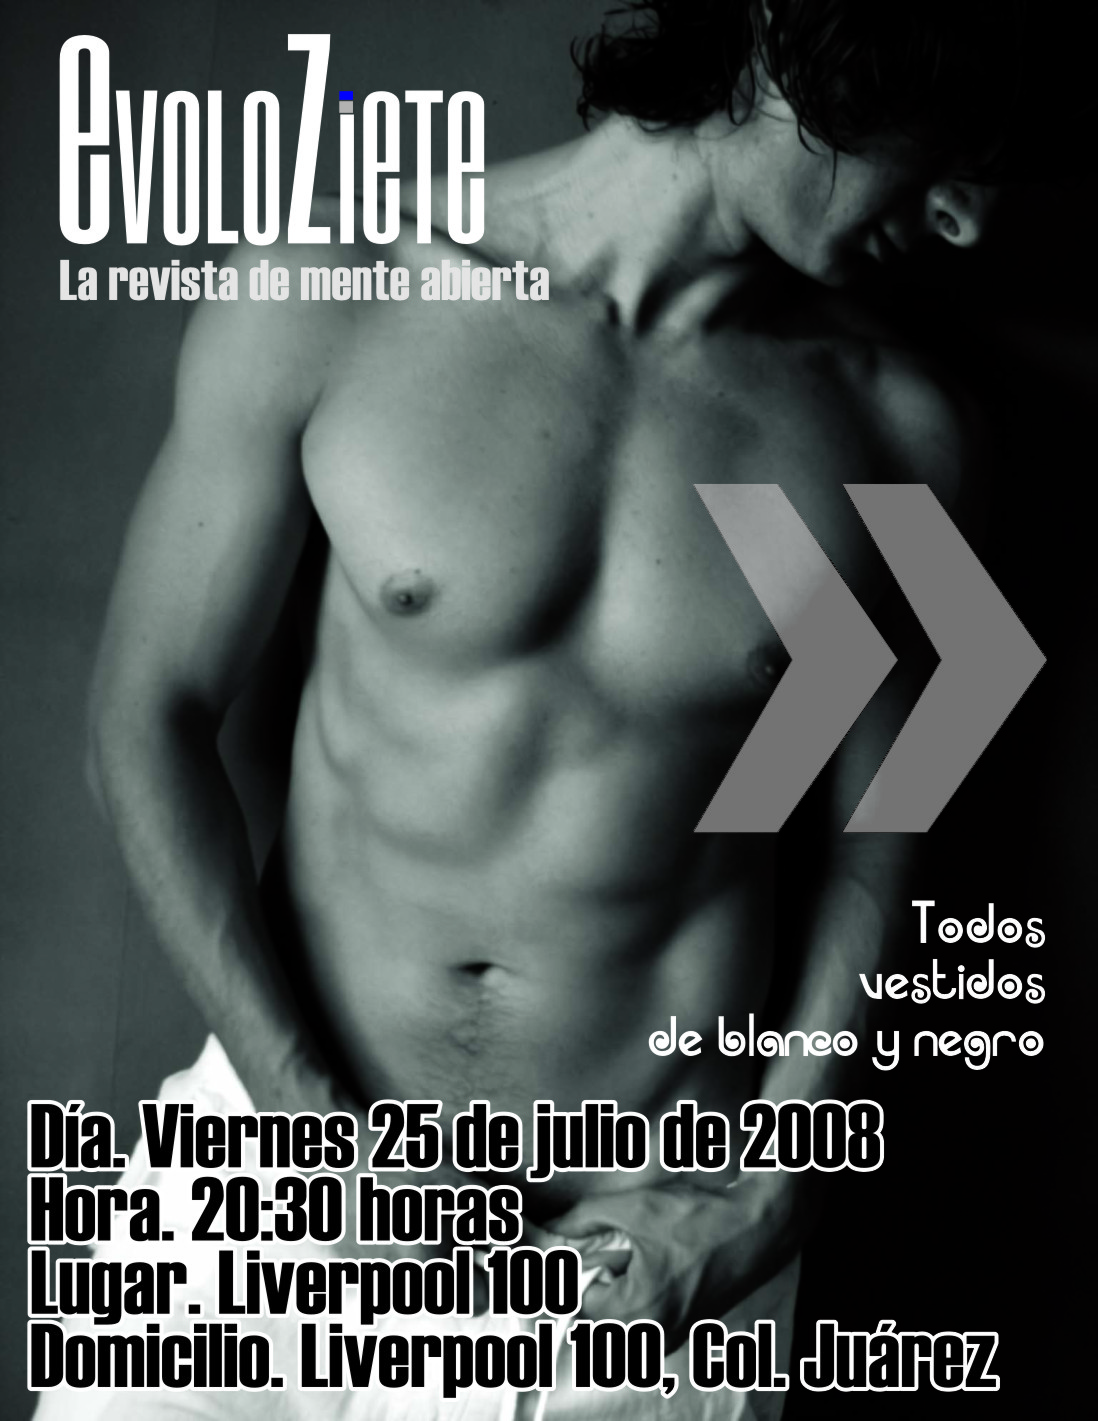 evoloZiete
La revista de mente abierta
Todos
vestidos
de blanco y negro
Día. Viernes 25 de julio de 2008
Hora. 20:30 horas
Lugar. Liverpool 100
Domicilio. Liverpool 100, Col. Juárez